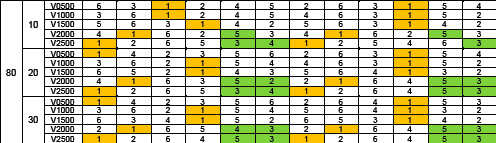 V0500 6 3 1 2 4 5 4 6 3 1 5 4
V1000 3 6 1 2 4 5 4 6 3 1 5 2
10 V1500 5 6 3 1 4 2 5 6 3 1
V2000 4 1 6 2 5 3 4 1 6 2 5 3
V2500 1 2 6 5 3 4 1 2 5 4 6 3
V0500 1 4 2 3 5 6 2 5 6 1 4 3
V1000 3 6 2 1 5 4 5 6 4 1 3 2
80 20 V1500 6 5 2 1 4 3 5 6 4 1 3 2
V2000 4 1 6 3 5 2 2 1 6 4 5 3
V2500 1 2 6 5 3 4 1 2 6 4 5 3
V0500 1 4 2 3 5 6 2 6 4 1 5 3
V1000 3 6 2 1 5 4 5 6 4 1 3 2
30 V1500 6 3 4 1 5 2 5 6 4 1 3 2
V2000 2 1 6 5 4 3 2 1 6 4 5 3
V2500 1 2 6 4 5 3 1 2 6 4 5 3